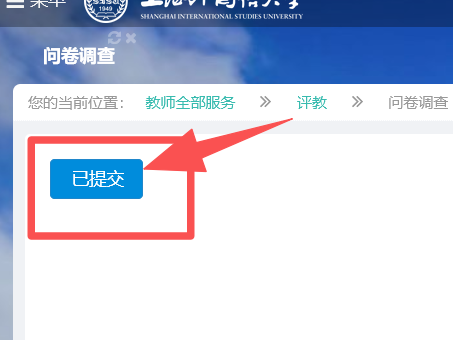 菜单
1949
SHANGHAI INTERNATIONAL STUDIES UNIVERSITY
问卷调查
您的当前位置： 教师全部服务 » 评教 » 问卷调查
已提交